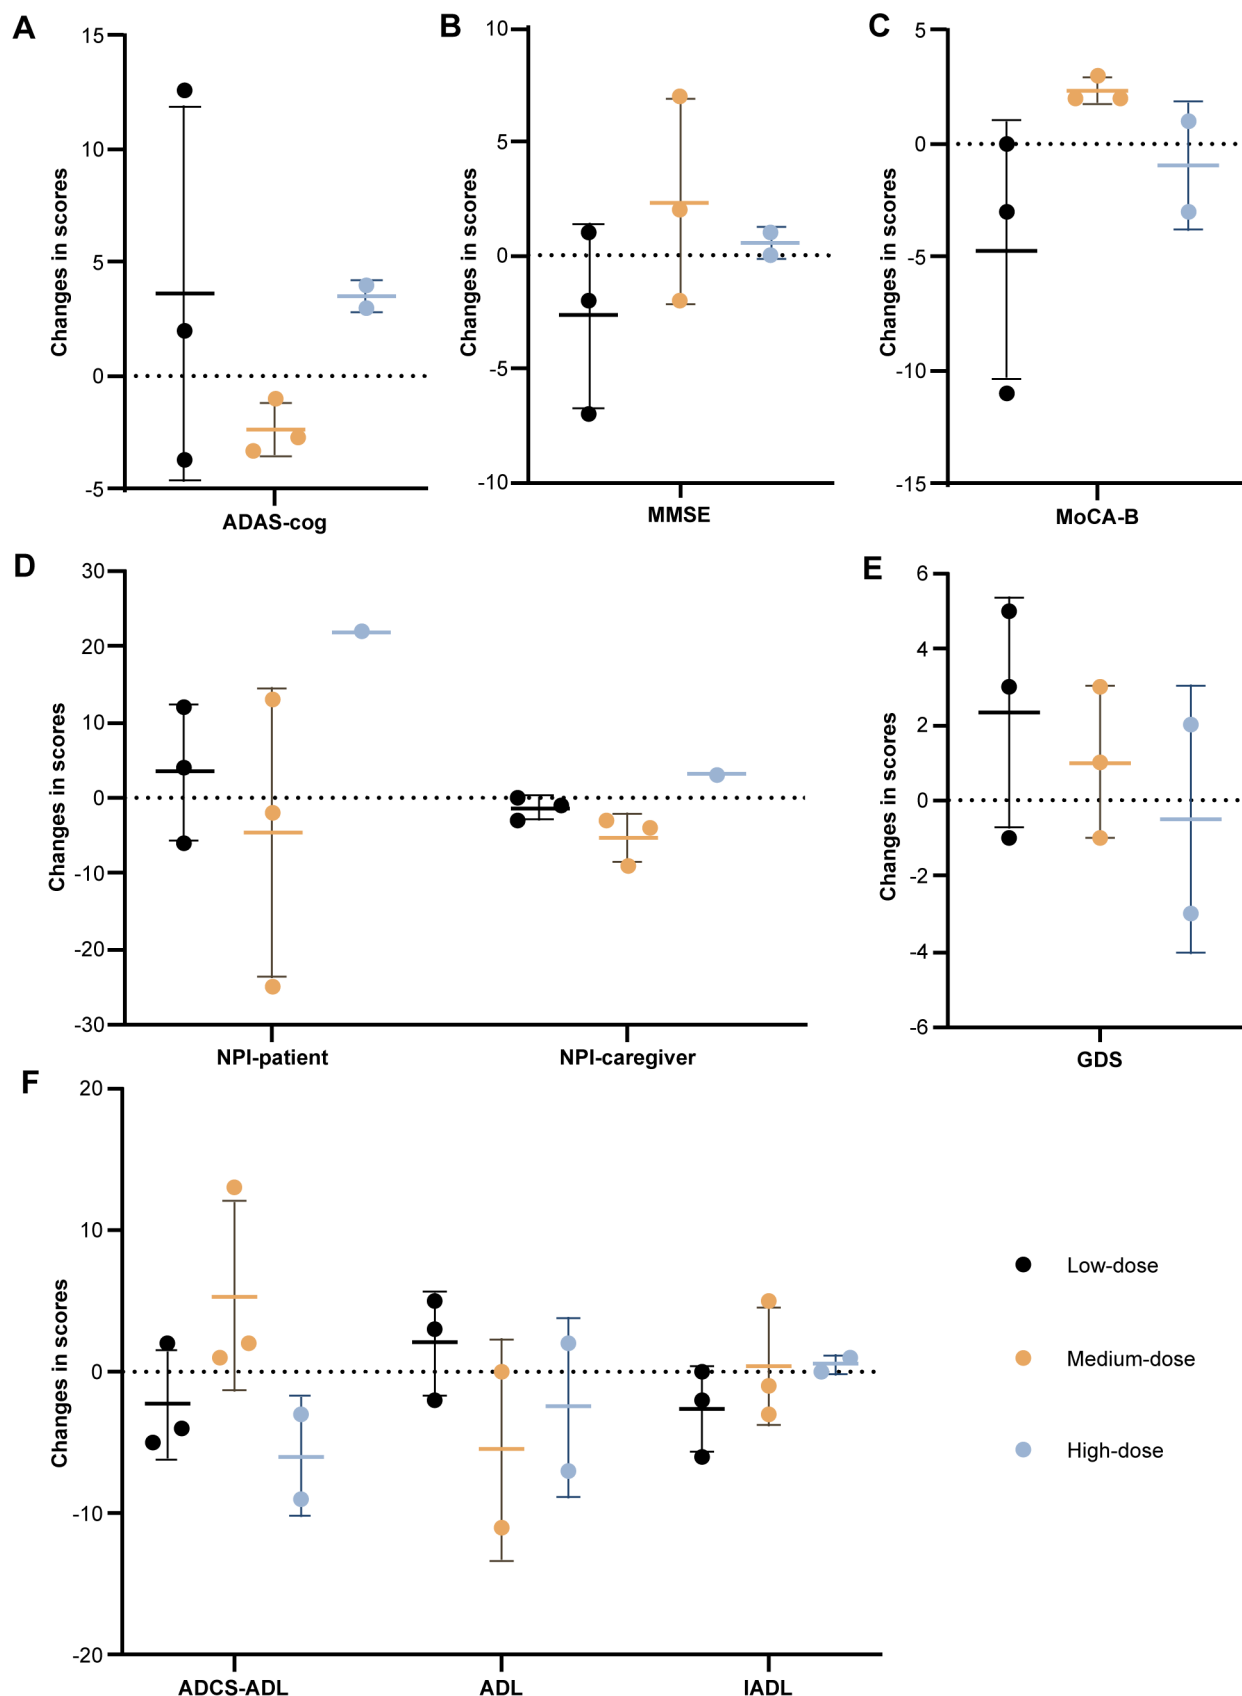 A
15
10
5
0
-5
Changes in scores
ADAS-cog
B
10
5
0
-5
-10
Changes in scores
MMSE
C
5
0
-5
-10
-15
Changes in scores
MoCA-B
D
30
20
10
0
-10
-20
-30
Changes in scores
NPI-patient
NPI-caregiver
E
6
4
2
0
-2
-4
-6
Changes in scores
GDS
F
20
10
0
-10
-20
Changes in scores
ADCS-ADL
ADL
IADL
Low-dose
Medium-dose
High-dose